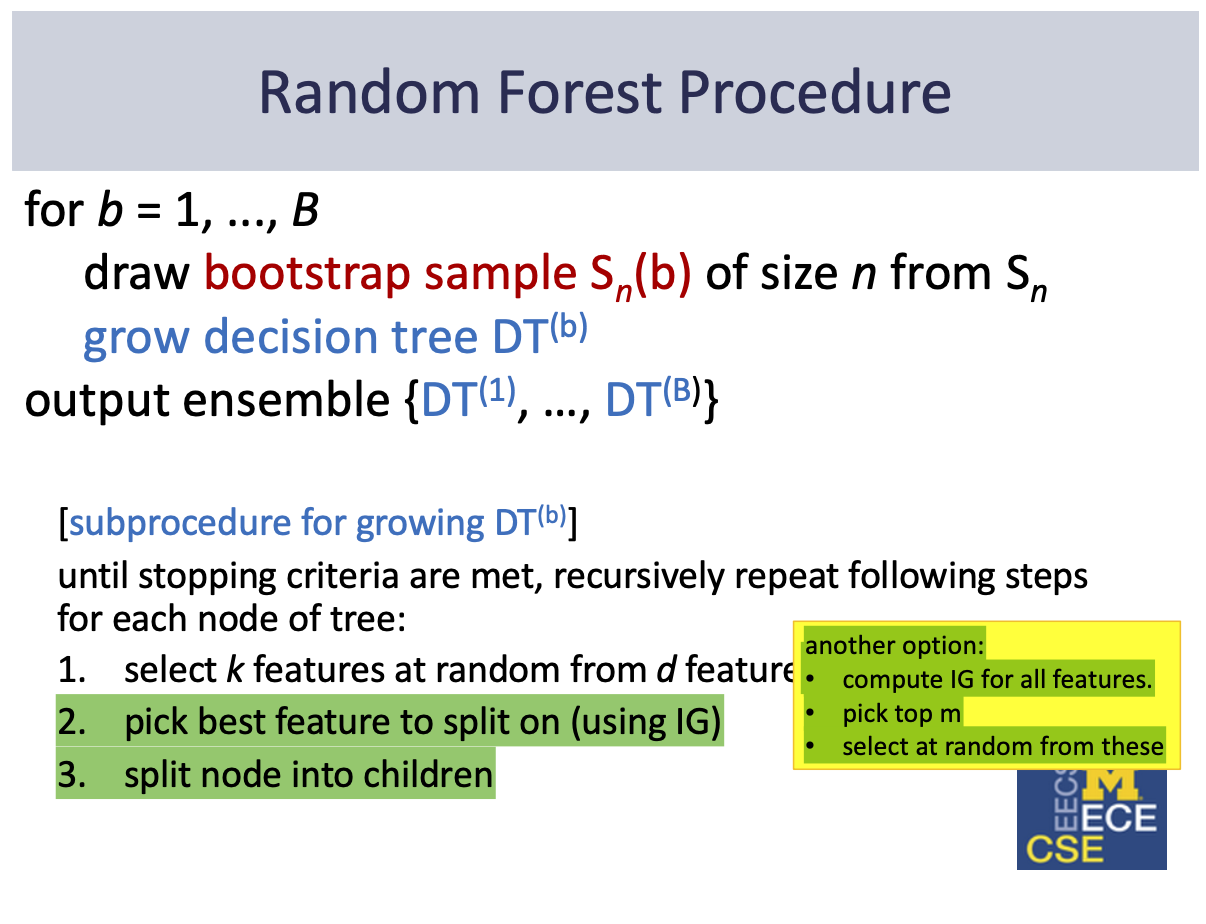 Random Forest Procedure
for b = 1, ..., B
draw bootstrap sample Sn(b) of size n from Sn
grow decision tree DT(b)
output ensemble {DT(1), …, DT(B)}
[subprocedure for growing DT(b)]
until stopping criteria are met, recursively repeat following steps
for each node of tree:
1. select k features at random from d feature
2. pick best feature to split on (using IG)
3. split node into children
another option:
• compute IG for all features.
• pick top m
• select at random from these
EECS
M
ECE
CSE